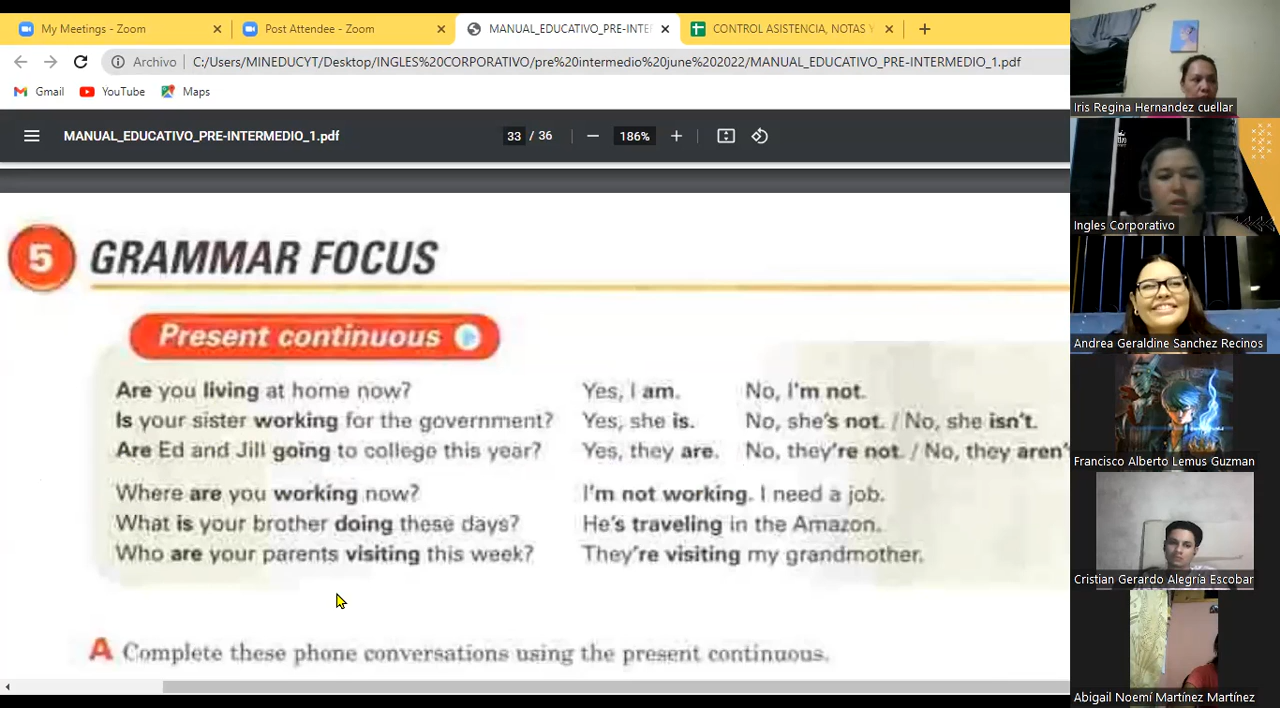 My Meetings - Zoom
Post Attendee - Zoom
MANUAL_EDUCATIVO_PRE-INTE
CONTROL ASISTENCIA, NOTAS Y
Archivo
C:/Users/MINEDUCYT/Desktop/INGLES%20CORPORATIVO/pre%20intermedio%20june%202022/MANUAL_EDUCATIVO_PRE-INTERMEDIO_1.pdf
Gmail
YouTube
Maps
MANUAL_EDUCATIVO_PRE-INTERMEDIO_1.pdf
33 / 36
186%
5 GRAMMAR FOCUS
Present continuous
Are you living at home now? Yes, I am. No, I'm not.
Is your sister working for the government? Yes, she is. No, she's not. / No, she isn't.
Are Ed and Jill going to college this year? Yes, they are. No, they're not. / No, they aren'
Where are you working now? I'm not working. I need a job.
What is your brother doing these days? He's traveling in the Amazon.
Who are your parents visiting this week? They're visiting my grandmother.
A Complete these phone conversations using the present continuous.
Iris Regina Hernandez cuellar
Ingles Corporativo
Andrea Geraldine Sanchez Recinos
Francisco Alberto Lemus Guzman
Cristian Gerardo Alegría Escobar
Abigail Noemí Martínez Martínez